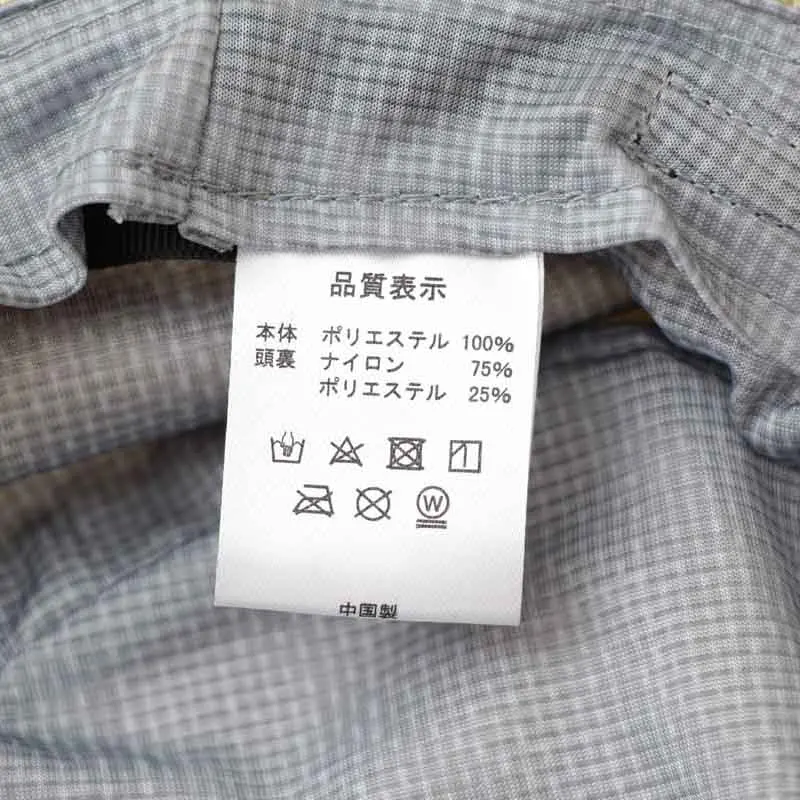 品質表示
本体 ポリエステル 100%
頭裏 ナイロン 75%
ポリエステル 25%
W
中国製